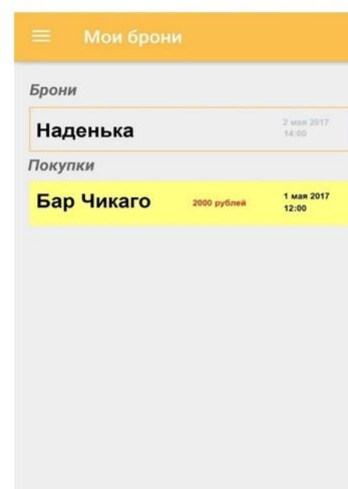 Мои брони
Брони
Наденька
2 мая 2017
14:00
Покупки
Бар Чикаго
2000 рублей
1 мая 2017
12:00